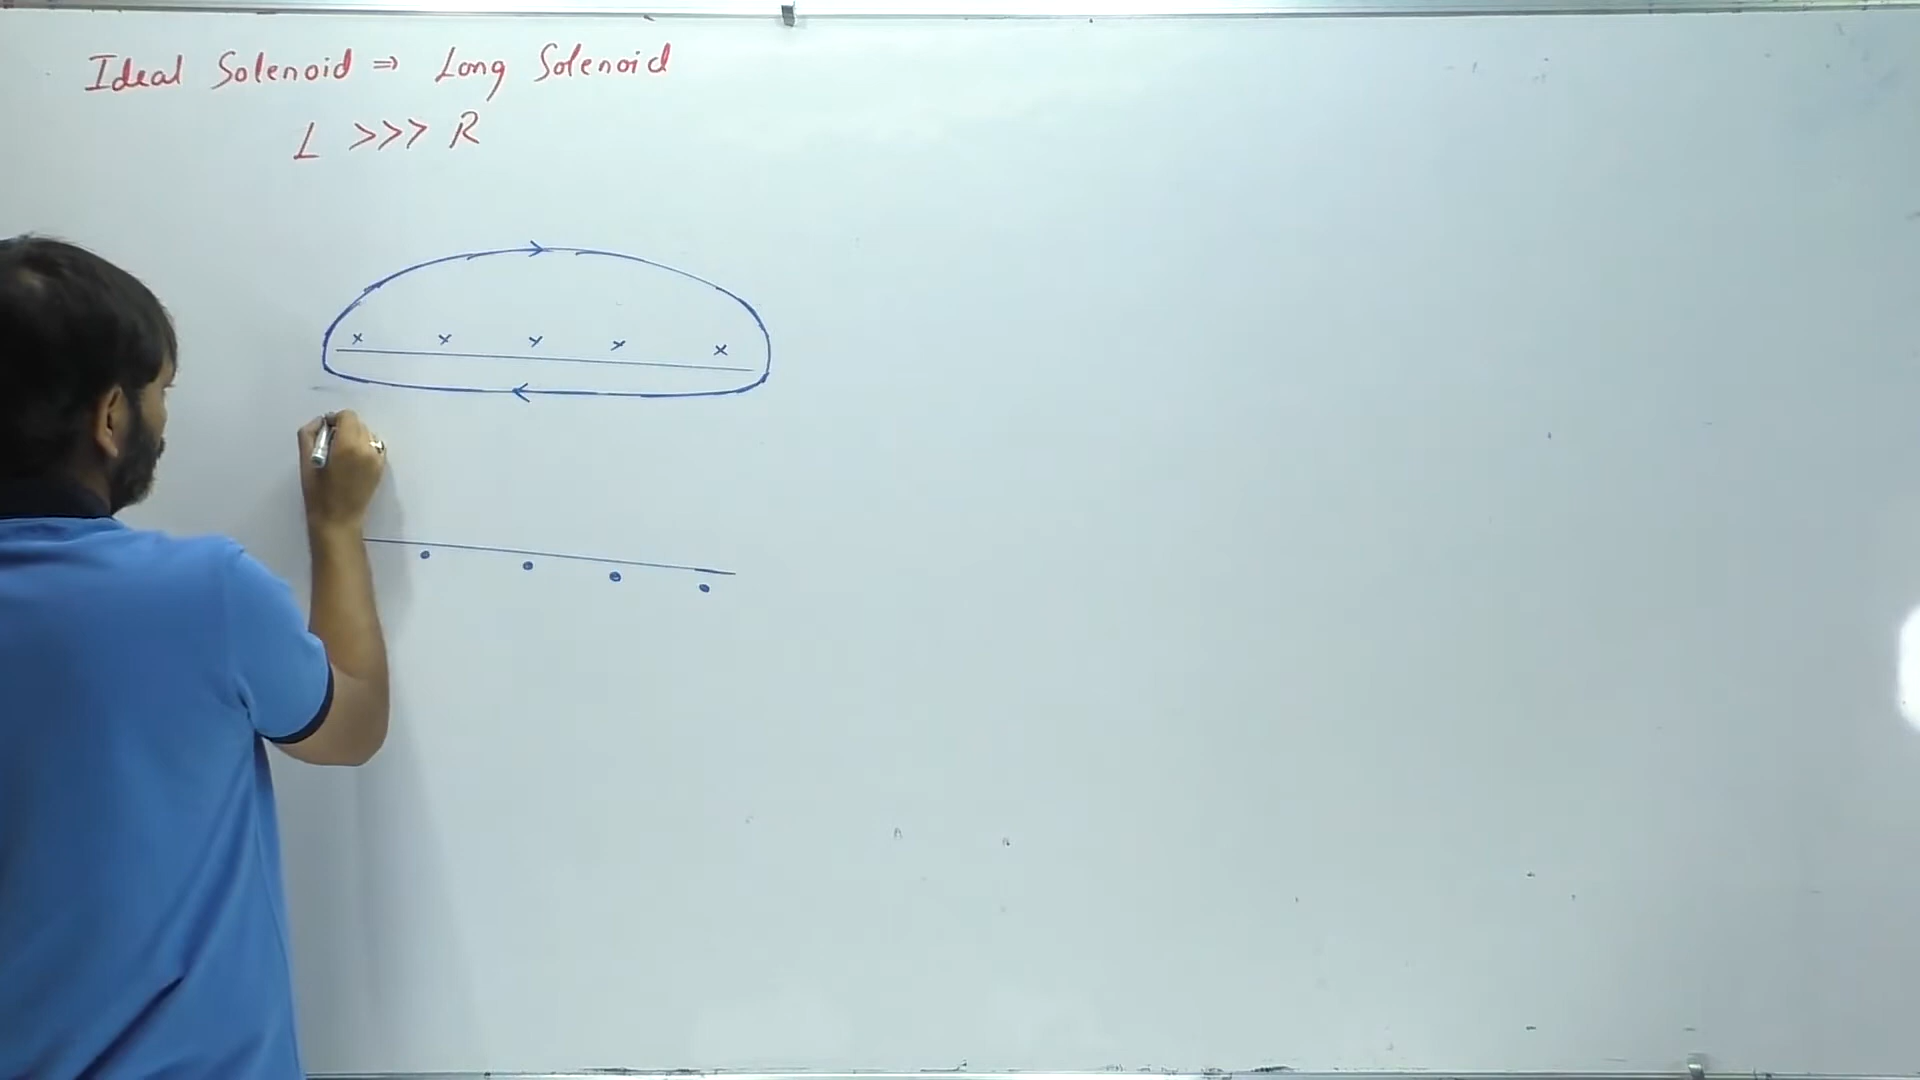 Ideal Solenoid ⇒ Long Solenoid
L >>> R